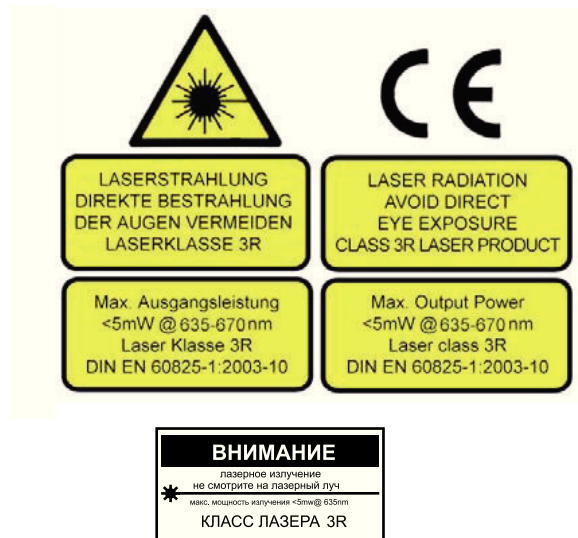 CE
LASERSTRAHLUNG
DIREKTE BESTRAHLUNG
DER AUGEN VERMEIDEN
LASERKLASSE 3R
LASER RADIATION
AVOID DIRECT
EYE EXPOSURE
CLASS 3R LASER PRODUCT
Max. Ausgangsleistung
<5mW @ 635-670 nm
Laser Klasse 3R
DIN EN 60825-1:2003-10
Max. Output Power
<5mW @ 635-670 nm
Laser class 3R
DIN EN 60825-1:2003-10
ВНИМАНИЕ
лазерное излучение
не смотрите на лазерный луч
макс. мощность излучения <5mw@ 635nm
КЛАСС ЛАЗЕРА 3R